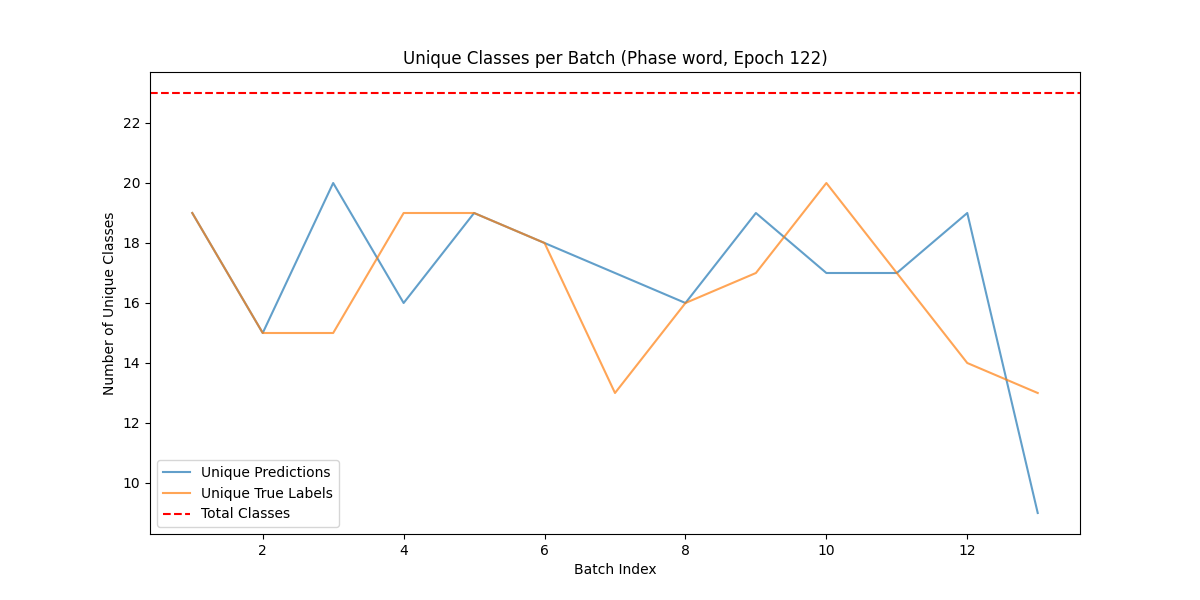 Unique Classes per Batch (Phase word, Epoch 122)
Number of Unique Classes
22
20
18
16
14
12
10
Unique Predictions
Unique True Labels
Total Classes
2 4 6 8 10 12
Batch Index